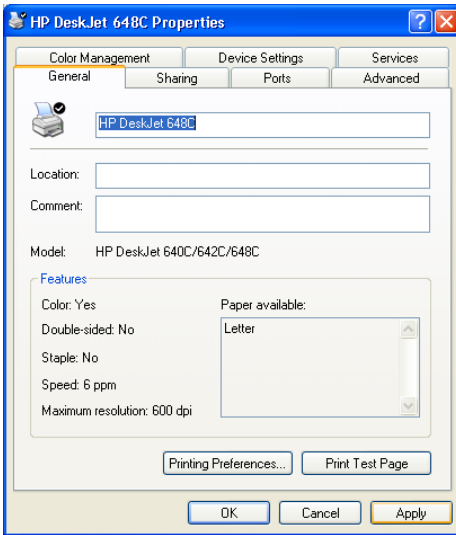 HP DeskJet 648C Properties
Color Management Device Settings Services
General Sharing Ports Advanced
HP DeskJet 648C
Location:
Comment:
Model: HP DeskJet 640C/642C/648C
Features
Color: Yes Paper available:
Double-sided: No Letter
Staple: No
Speed: 6 ppm
Maximum resolution: 600 dpi
Printing Preferences... Print Test Page
OK Cancel Apply